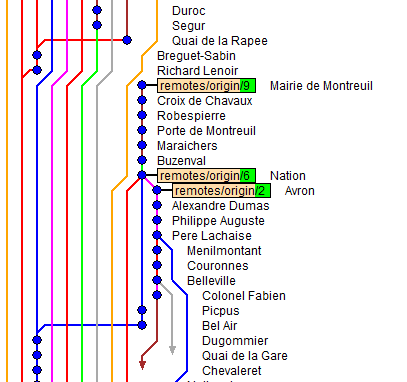 Duroc
Segur
Quai de la Rapee
Breguet-Sabin
Richard Lenoir
remotes/origin/9 Mairie de Montreuil
Croix de Chavaux
Robespierre
Porte de Montreuil
Maraichers
Buzenval
remotes/origin/6 Nation
remotes/origin/2 Avron
Alexandre Dumas
Philippe Auguste
Pere Lachaise
Menilmontant
Couronnes
Belleville
Colonel Fabien
Picpus
Bel Air
Dugommier
Quai de la Gare
Chevaleret